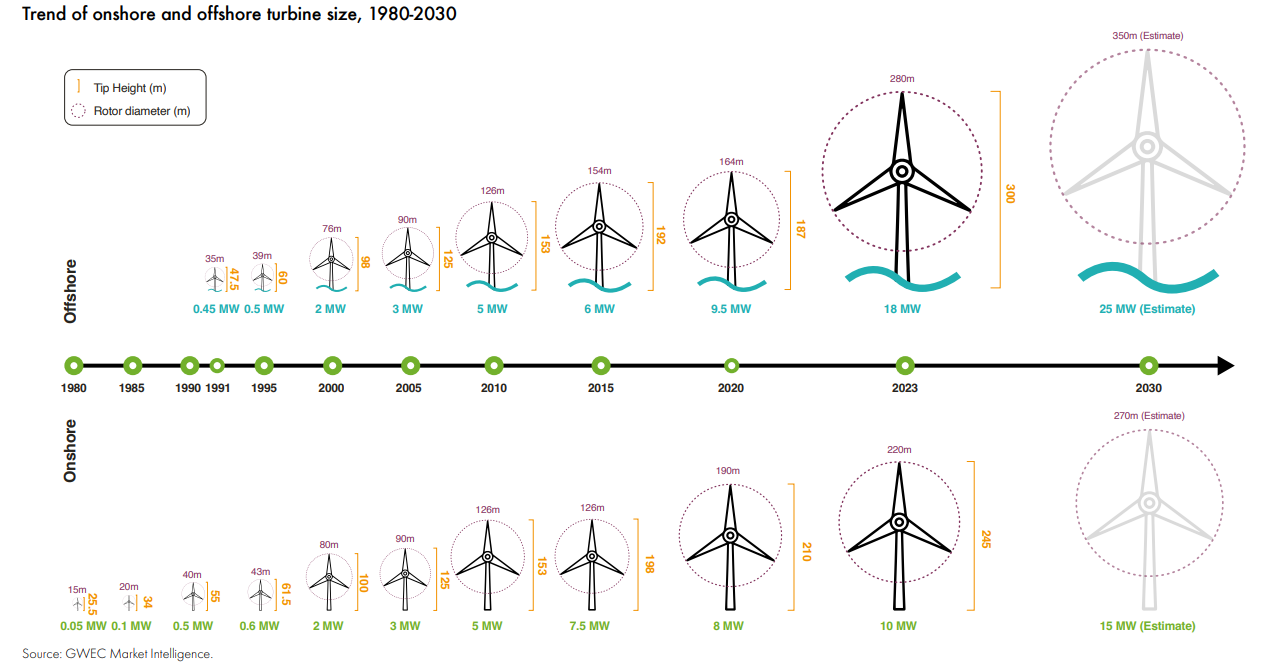 Trend of onshore and offshore turbine size, 1980-2030
Tip Height (m)
Rotor diameter (m)
Offshore
35m
47.5
0.45 MW
39m
60
0.5 MW
76m
98
2 MW
90m
125
3 MW
126m
153
5 MW
154m
192
6 MW
164m
187
9.5 MW
280m
300
18 MW
350m (Estimate)
25 MW (Estimate)
1980 1985 1990 1991 1995 2000 2005 2010 2015 2020 2023 2030
Onshore
15m
25.5
0.05 MW
20m
34
0.1 MW
40m
55
0.5 MW
43m
61.5
0.6 MW
80m
100
2 MW
90m
125
3 MW
126m
153
5 MW
126m
198
7.5 MW
190m
210
8 MW
220m
245
10 MW
270m (Estimate)
15 MW (Estimate)
Source: GWEC Market Intelligence.